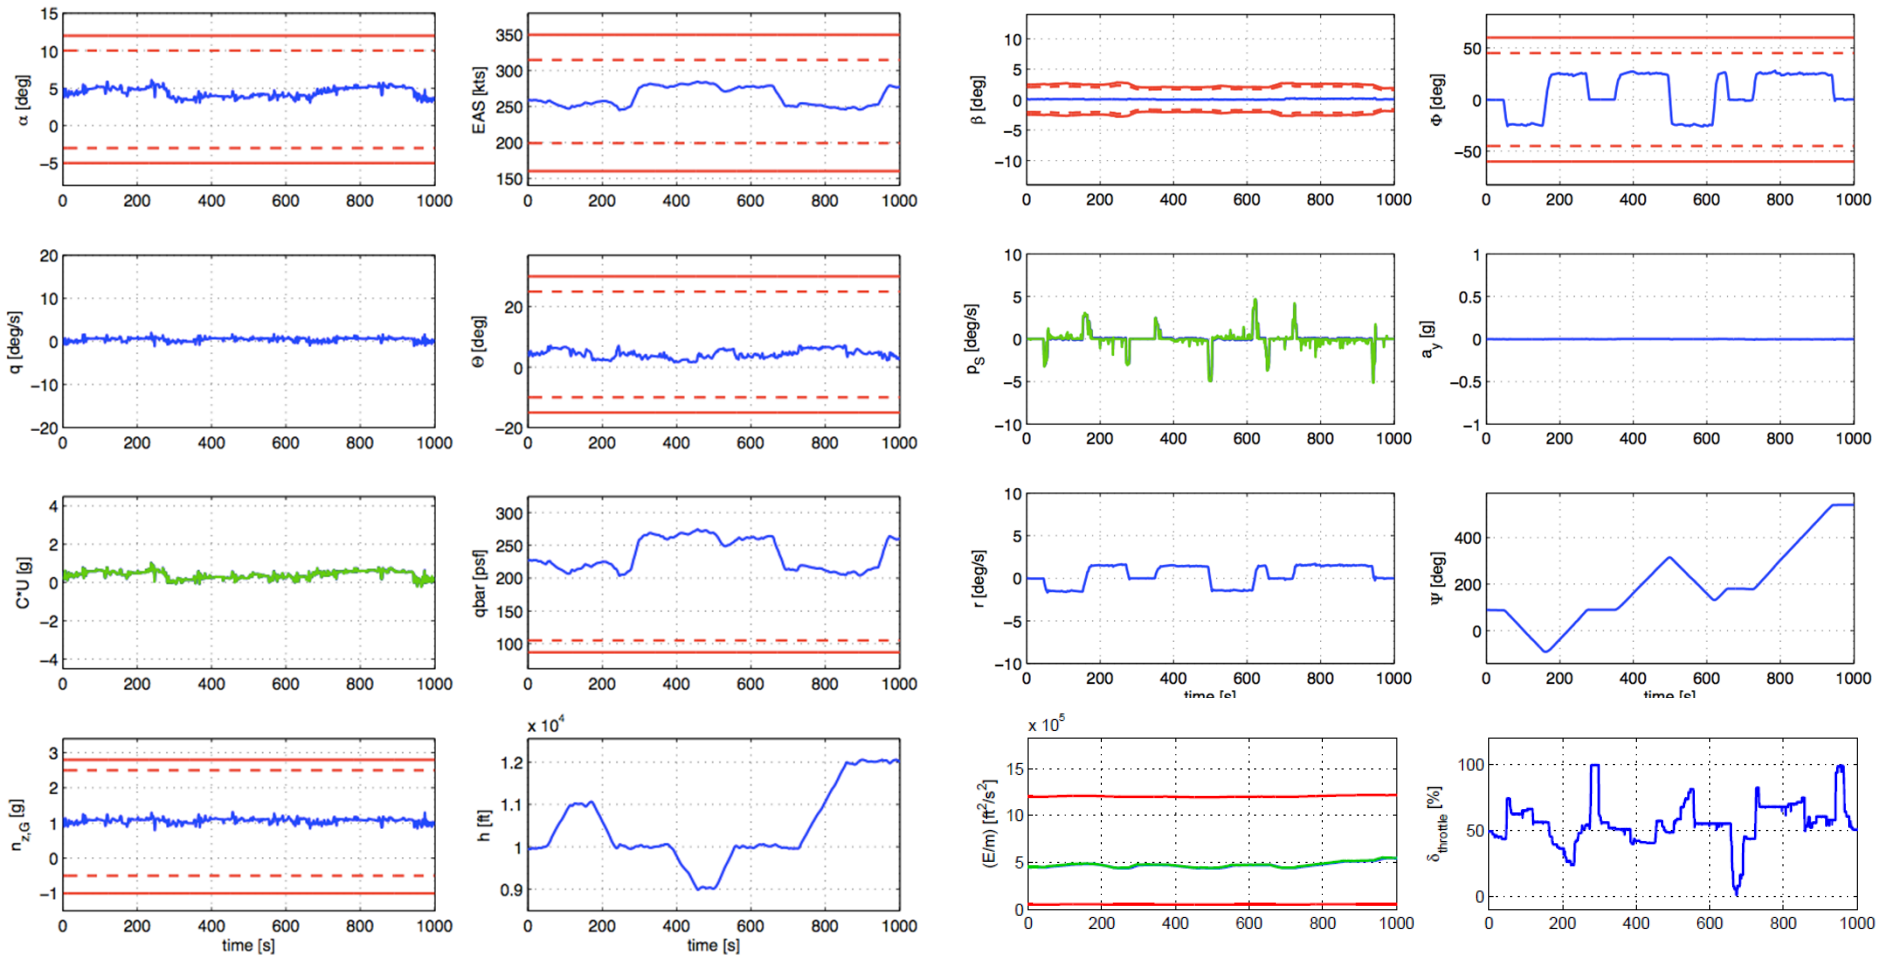 15
10
5
0
−5
α [deg]
0 200 400 600 800 1000
350
300
250
200
150
EAS [kts]
0 200 400 600 800 1000
10
5
0
−5
−10
β [deg]
0 200 400 600 800 1000
50
0
−50
Φ [deg]
0 200 400 600 800 1000
20
10
0
−10
−20
q [deg/s]
0 200 400 600 800 1000
20
0
−20
Θ [deg]
0 200 400 600 800 1000
10
5
0
−5
−10
pS [deg/s]
0 200 400 600 800 1000
1
0.5
0
−0.5
−1
ay [g]
0 200 400 600 800 1000
4
2
0
−2
−4
C*U [g]
0 200 400 600 800 1000
300
250
200
150
100
qbar [psf]
0 200 400 600 800 1000
10
5
0
−5
−10
r [deg/s]
0 200 400 600 800 1000
time [s]
400
200
0
Ψ [deg]
0 200 400 600 800 1000
time [s]
3
2
1
0
−1
nz,G [g]
0 200 400 600 800 1000
time [s]
x 10^4
1.2
1.1
1
0.9
h [ft]
0 200 400 600 800 1000
time [s]
x 10^5
15
10
5
0
(E/m) [ft²/s²]
0 200 400 600 800 1000
100
50
0
δthrottle [%]
0 200 400 600 800 1000